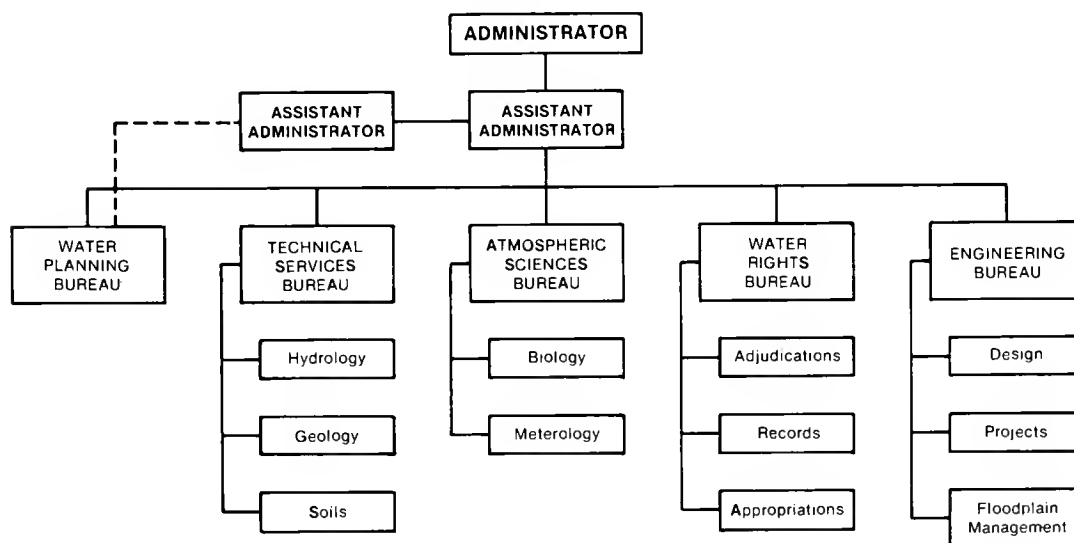 ADMINISTRATOR
ASSISTANT
ADMINISTRATOR
ASSISTANT
ADMINISTRATOR
WATER
PLANNING
BUREAU
TECHNICAL
SERVICES
BUREAU
ATMOSPHERIC
SCIENCES
BUREAU
WATER
RIGHTS
BUREAU
ENGINEERING
BUREAU
Hydrology
Geology
Soils
Biology
Meterology
Adjudications
Records
Appropriations
Design
Projects
Floodplain
Management